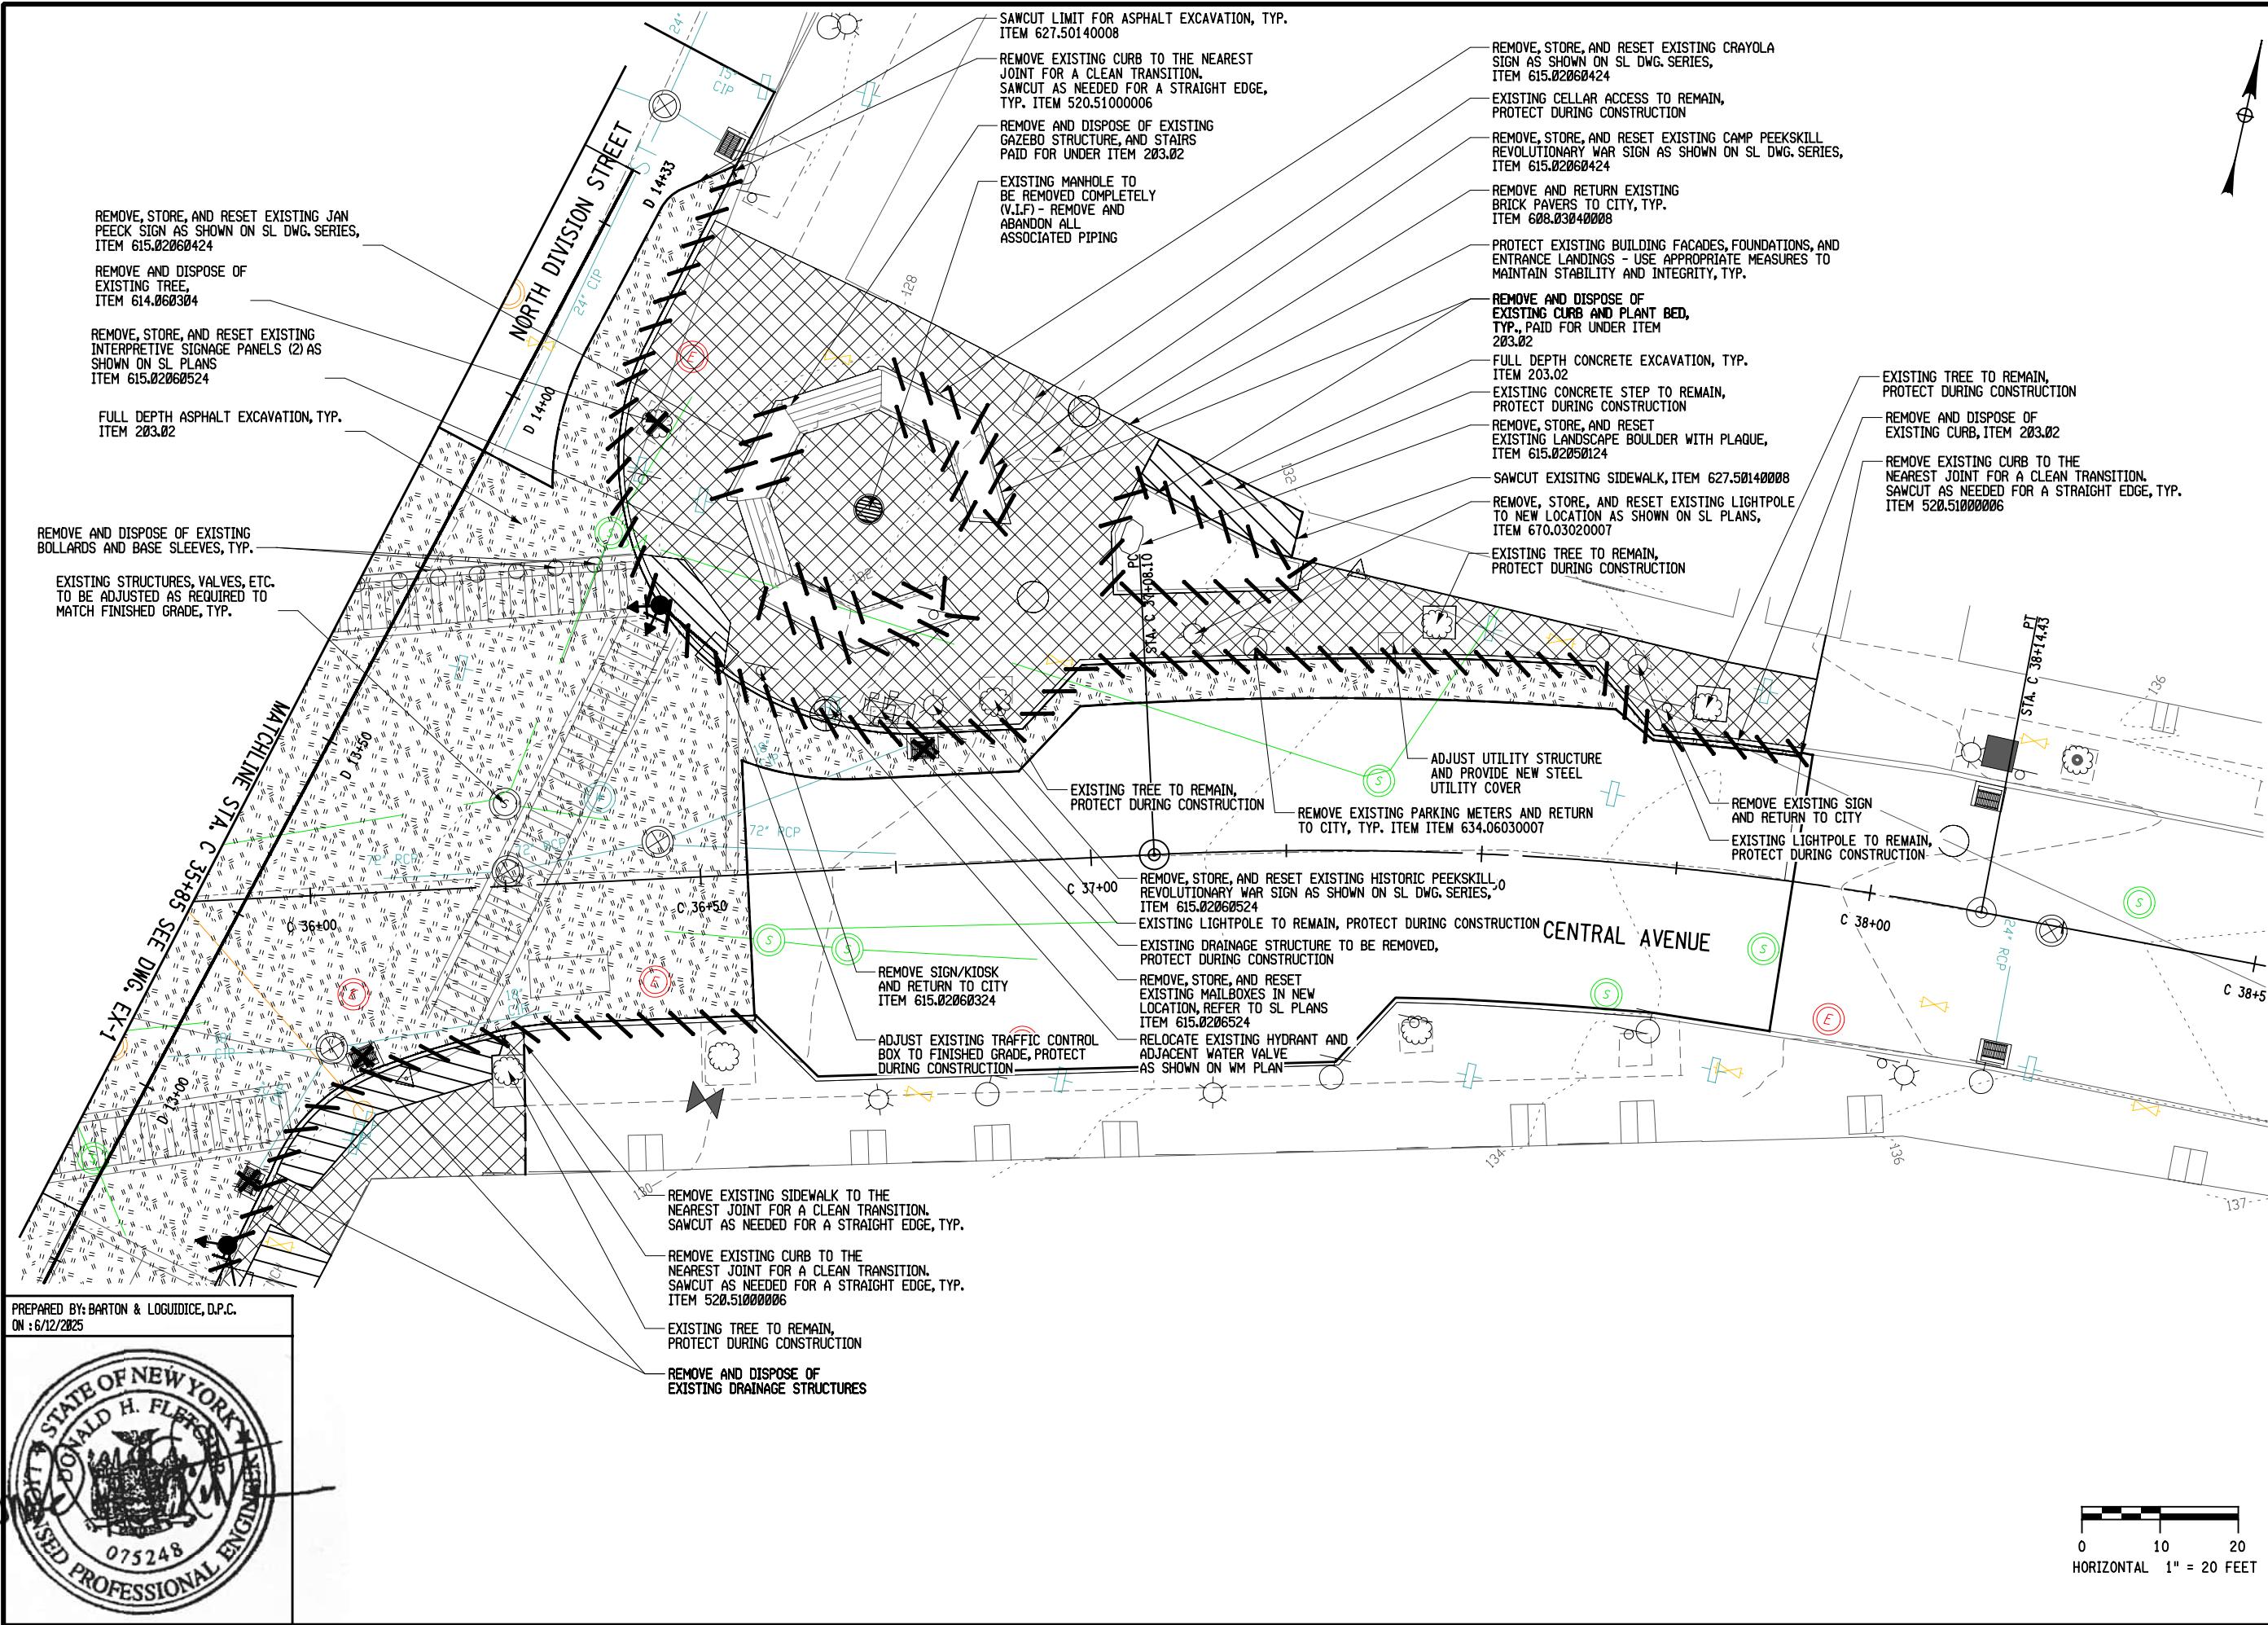 SAWCUT LIMIT FOR ASPHALT EXCAVATION, TYP.
ITEM 627.50140008
REMOVE EXISTING CURB TO THE NEAREST
JOINT FOR A CLEAN TRANSITION.
SAWCUT AS NEEDED FOR A STRAIGHT EDGE,
TYP. ITEM 520.51000006
REMOVE AND DISPOSE OF EXISTING
GAZEBO STRUCTURE, AND STAIRS
PAID FOR UNDER ITEM 203.02
EXISTING MANHOLE TO
BE REMOVED COMPLETELY
(V.I.F) - REMOVE AND
ABANDON ALL
ASSOCIATED PIPING
REMOVE, STORE, AND RESET EXISTING CRAYOLA
SIGN AS SHOWN ON SL DWG. SERIES,
ITEM 615.02060424
EXISTING CELLAR ACCESS TO REMAIN,
PROTECT DURING CONSTRUCTION
REMOVE, STORE, AND RESET EXISTING CAMP PEEKSKILL
REVOLUTIONARY WAR SIGN AS SHOWN ON SL DWG. SERIES,
ITEM 615.02060424
REMOVE AND RETURN EXISTING
BRICK PAVERS TO CITY, TYP.
ITEM 608.03040008
PROTECT EXISTING BUILDING FACADES, FOUNDATIONS, AND
ENTRANCE LANDINGS - USE APPROPRIATE MEASURES TO
MAINTAIN STABILITY AND INTEGRITY, TYP.
REMOVE AND DISPOSE OF
EXISTING CURB AND PLANT BED,
TYP., PAID FOR UNDER ITEM
203.02
FULL DEPTH CONCRETE EXCAVATION, TYP.
ITEM 203.02
EXISTING CONCRETE STEP TO REMAIN,
PROTECT DURING CONSTRUCTION
REMOVE, STORE, AND RESET
EXISTING LANDSCAPE BOULDER WITH PLAQUE,
ITEM 615.02050124
SAWCUT EXISITNG SIDEWALK, ITEM 627.50140008
REMOVE, STORE, AND RESET EXISTING LIGHTPOLE
TO NEW LOCATION AS SHOWN ON SL PLANS,
ITEM 670.03020007
EXISTING TREE TO REMAIN,
PROTECT DURING CONSTRUCTION
EXISTING TREE TO REMAIN,
PROTECT DURING CONSTRUCTION
REMOVE AND DISPOSE OF
EXISTING CURB, ITEM 203.02
REMOVE EXISTING CURB TO THE
NEAREST JOINT FOR A CLEAN TRANSITION.
SAWCUT AS NEEDED FOR A STRAIGHT EDGE, TYP.
ITEM 520.51000006
REMOVE, STORE, AND RESET EXISTING JAN
PEECK SIGN AS SHOWN ON SL DWG. SERIES,
ITEM 615.02060424
REMOVE AND DISPOSE OF
EXISTING TREE,
ITEM 614.060304
REMOVE, STORE, AND RESET EXISTING
INTERPRETIVE SIGNAGE PANELS (2) AS
SHOWN ON SL PLANS
ITEM 615.02060524
FULL DEPTH ASPHALT EXCAVATION, TYP.
ITEM 203.02
REMOVE AND DISPOSE OF EXISTING
BOLLARDS AND BASE SLEEVES, TYP.
EXISTING STRUCTURES, VALVES, ETC.
TO BE ADJUSTED AS REQUIRED TO
MATCH FINISHED GRADE, TYP.
24"
15"
CIP
ST
NORTH DIVISION STREET
24" CIP
D 14+33
D 14+00
D 13+50
D 13+00
MATCHLINE STA. C 35+85 SEE DWG. EX-1
128
132
132
E
S
PC
STA. C 37+08.10
PT
STA. C 38+14.43
136
18"
CIP
72" RCP
72" RCP
72" RCP
C 36+00
C 36+50
C 37+00
C 38+00
C 38+5
24" RCP
CENTRAL AVENUE
ADJUST UTILITY STRUCTURE
AND PROVIDE NEW STEEL
UTILITY COVER
EXISTING TREE TO REMAIN,
PROTECT DURING CONSTRUCTION
REMOVE EXISTING PARKING METERS AND RETURN
TO CITY, TYP. ITEM ITEM 634.06030007
REMOVE EXISTING SIGN
AND RETURN TO CITY
EXISTING LIGHTPOLE TO REMAIN,
PROTECT DURING CONSTRUCTION
REMOVE, STORE, AND RESET EXISTING HISTORIC PEEKSKILL
REVOLUTIONARY WAR SIGN AS SHOWN ON SL DWG. SERIES,
ITEM 615.02060524
EXISTING LIGHTPOLE TO REMAIN, PROTECT DURING CONSTRUCTION
EXISTING DRAINAGE STRUCTURE TO BE REMOVED,
PROTECT DURING CONSTRUCTION
REMOVE, STORE, AND RESET
EXISTING MAILBOXES IN NEW
LOCATION, REFER TO SL PLANS
ITEM 615.0206524
RELOCATE EXISTING HYDRANT AND
ADJACENT WATER VALVE
AS SHOWN ON WM PLAN
REMOVE SIGN/KIOSK
AND RETURN TO CITY
ITEM 615.02060324
ADJUST EXISTING TRAFFIC CONTROL
BOX TO FINISHED GRADE, PROTECT
DURING CONSTRUCTION
18"
CIP
130
134
136
137
REMOVE EXISTING SIDEWALK TO THE
NEAREST JOINT FOR A CLEAN TRANSITION.
SAWCUT AS NEEDED FOR A STRAIGHT EDGE, TYP.
REMOVE EXISTING CURB TO THE
NEAREST JOINT FOR A CLEAN TRANSITION.
SAWCUT AS NEEDED FOR A STRAIGHT EDGE, TYP.
ITEM 520.51000006
EXISTING TREE TO REMAIN,
PROTECT DURING CONSTRUCTION
REMOVE AND DISPOSE OF
EXISTING DRAINAGE STRUCTURES
PREPARED BY: BARTON & LOGUIDICE, D.P.C.
ON : 6/12/2025
STATE OF NEW YORK
DONALD H. FLETCHER
075248
LICENSED PROFESSIONAL ENGINEER
0 10 20
HORIZONTAL 1" = 20 FEET